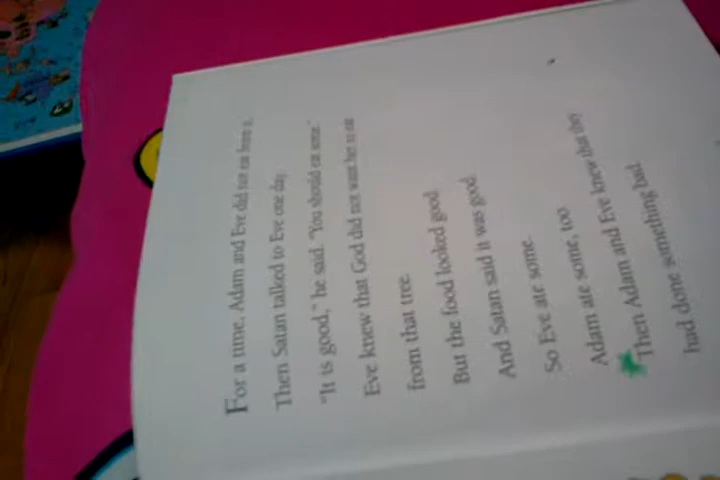 For a time, Adam and Eve did not eat from it.
Then Satan talked to Eve one day.
"It is good," he said. "You should eat some."
Eve knew that God did not want her to eat
from that tree.
But the food looked good.
And Satan said it was good.
So Eve ate some.
Adam ate some, too.
Then Adam and Eve knew that they
had done something bad.